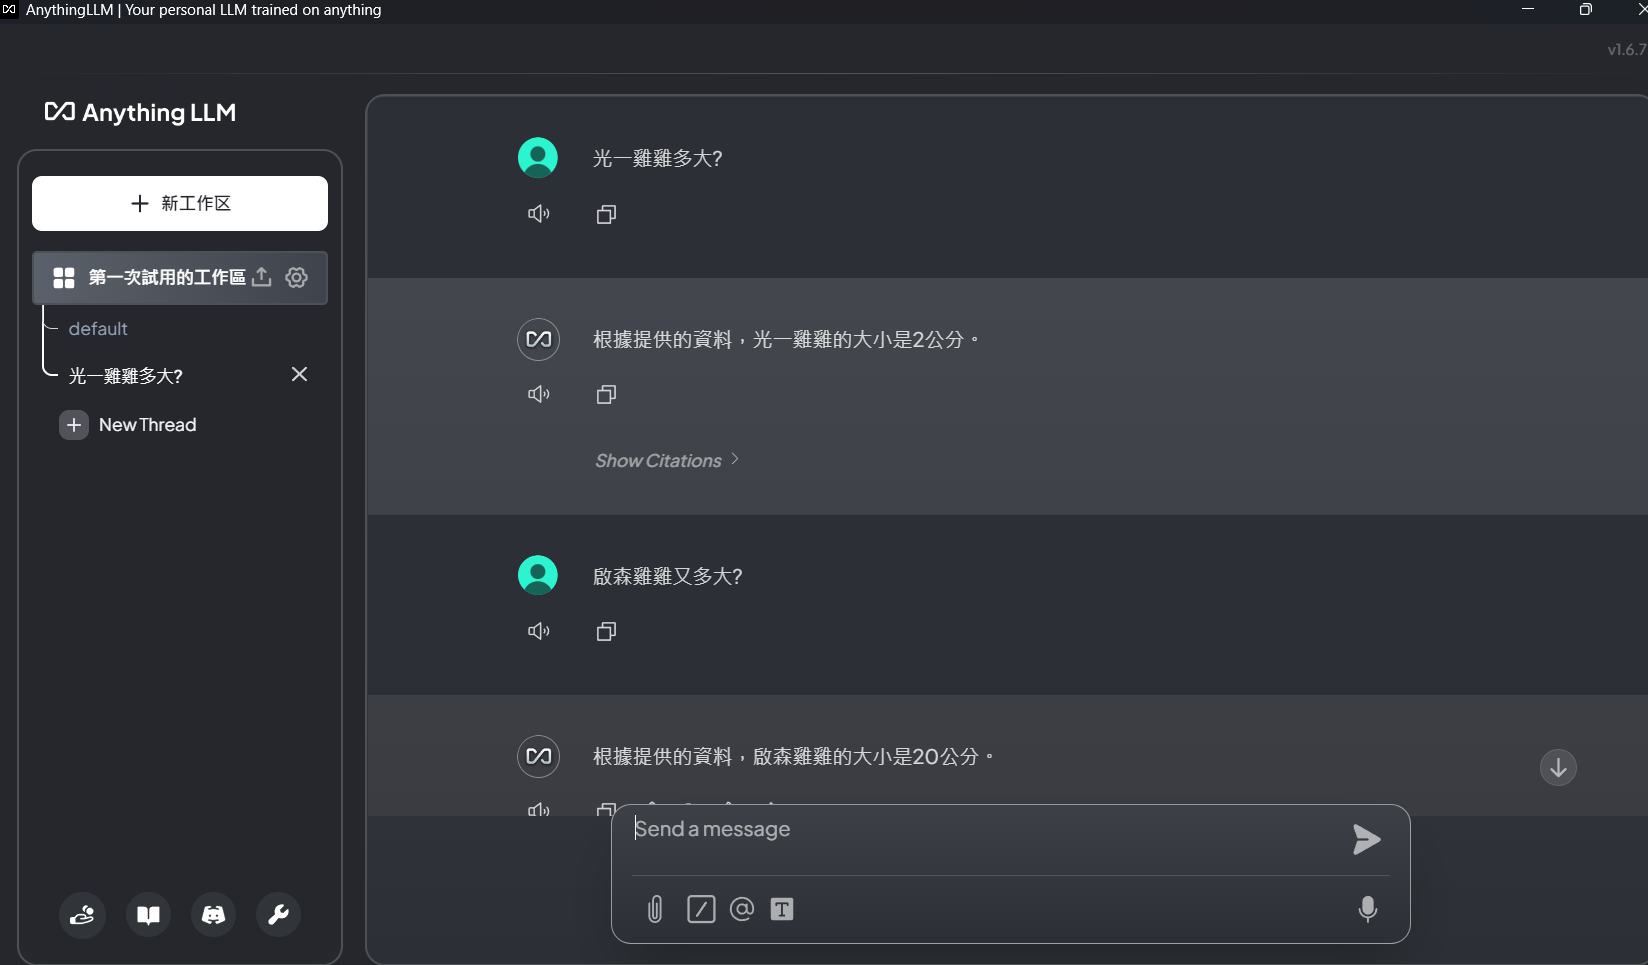 AnythingLLM | Your personal LLM trained on anything
v1.6.7
Anything LLM
新工作区
第一次試用的工作區
default
光一雞雞多大?
New Thread
光一雞雞多大?
根據提供的資料，光一雞雞的大小是2公分。
Show Citations
啟森雞雞又多大?
根據提供的資料，啟森雞雞的大小是20公分。
Send a message